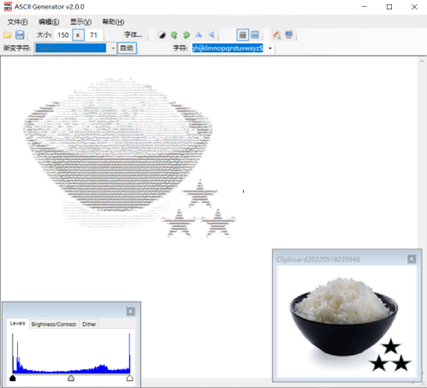 ASCII Generator v2.0.0
文件(F) 编辑(E) 显示(V) 帮助(H)
大小: 150 x 71 字体... 
渐变字符: 自动 字符: hijklmnopqrstuvwxyz$
Clipboard20220518235946
Levels Brightness/Contrast Dither